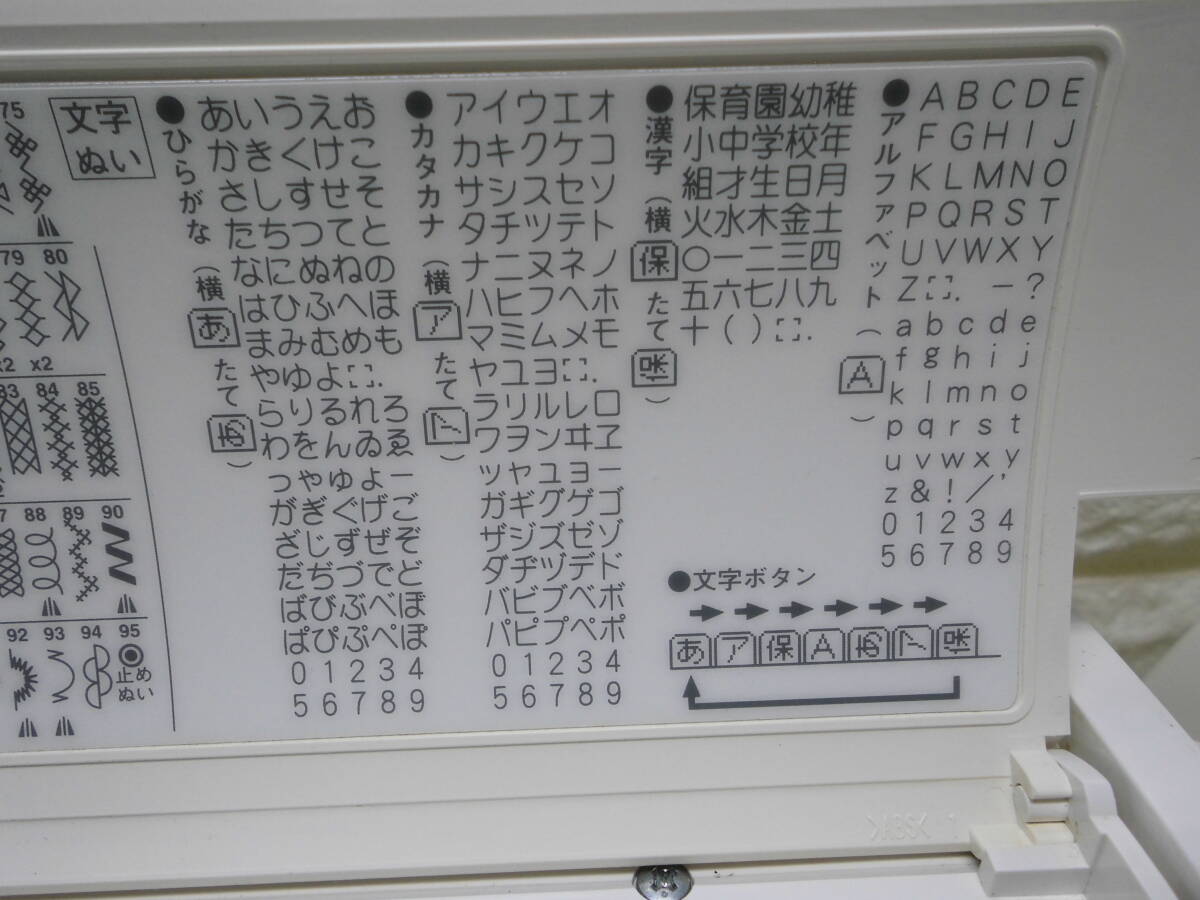 75
79 80
x2 x2
83 84 85
88 89 90
92 93 94 95
止め
ぬい
文字
ぬい
●ひらがな(横 あ たて あ)
あいうえお
かきくけこ
さしすせそ
たちつてと
なにぬねの
はひふへほ
まみむめも
やゆよ[].
らりるれろ
わをんゐゑ
っゃゅょー
がぎぐげご
ざじずぜぞ
だぢづでど
ばびぶべぼ
ぱぴぷぺぽ
01234
56789
●カタカナ(横 ア たて ア)
アイウエオ
カキクケコ
サシスセソ
タチツテト
ナニヌネノ
ハヒフヘホ
マミムメモ
ヤユヨ[].
ラリルレロ
ワヲンヰヱ
ッャュョー
ガギグゲゴ
ザジズゼゾ
ダヂヅデド
バビブベボ
パピプペポ
01234
56789
●漢字(横 保 たて 保)
保育園幼稚
小中学校年
組才生日月
火水木金土
〇一二三四
五六七八九
十()[].
●アルファベット(A)
ABCDE
FGHIJ
KLMNO
PQRST
UVWXY
Z[].－?
abcde
fghij
klmno
pqrst
uvwxy
z&!/'
01234
56789
●文字ボタン
あ ア 保 A あ ア 保
>ABS<